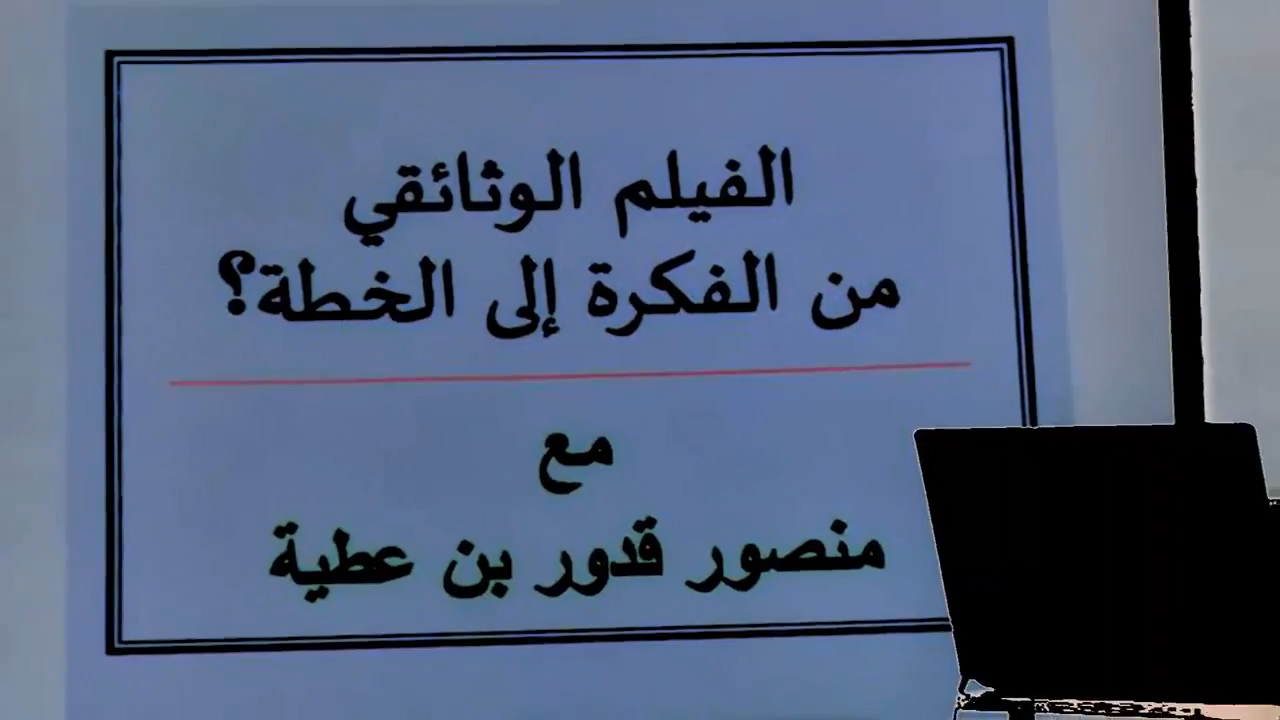 الفيلم الوثائقي
من الفكرة إلى الخطة؟
مع
منصور قدور بن عطية